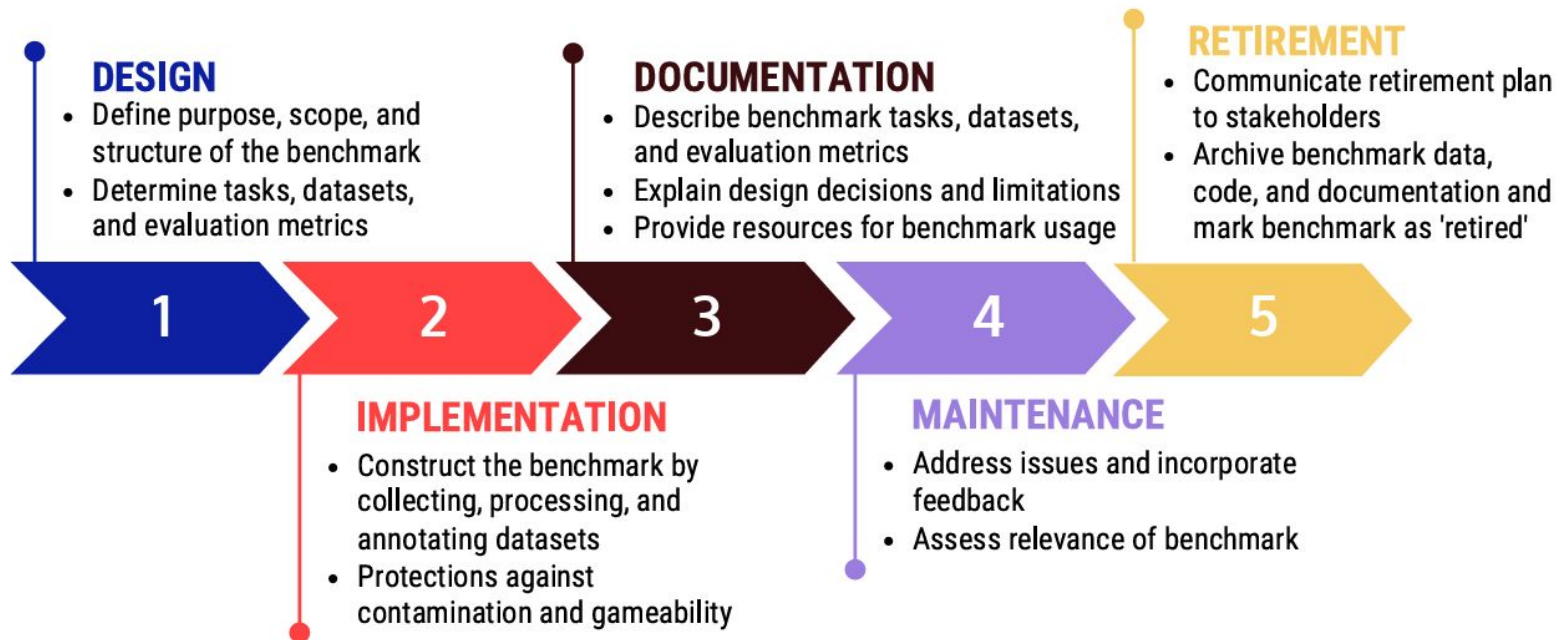 DESIGN
• Define purpose, scope, and
structure of the benchmark
• Determine tasks, datasets,
and evaluation metrics
DOCUMENTATION
• Describe benchmark tasks, datasets,
and evaluation metrics
• Explain design decisions and limitations
• Provide resources for benchmark usage
RETIREMENT
• Communicate retirement plan
to stakeholders
• Archive benchmark data,
code, and documentation and
mark benchmark as 'retired'
1
2
3
4
5
IMPLEMENTATION
• Construct the benchmark by
collecting, processing, and
annotating datasets
• Protections against
contamination and gameability
MAINTENANCE
• Address issues and incorporate
feedback
• Assess relevance of benchmark